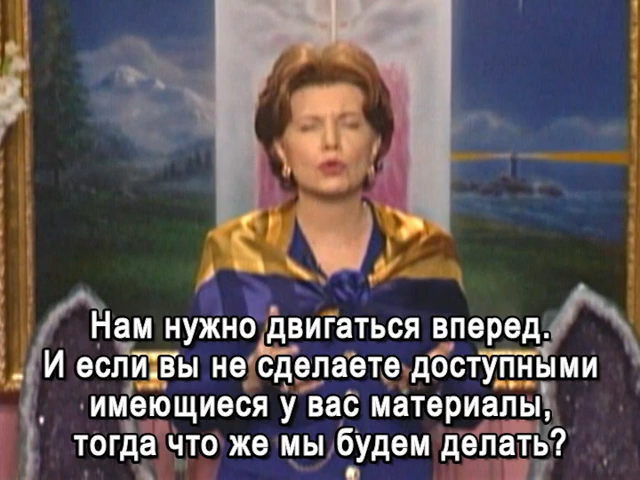 Нам нужно двигаться вперед.
И если вы не сделаете доступными
имеющиеся у вас материалы,
тогда что же мы будем делать?